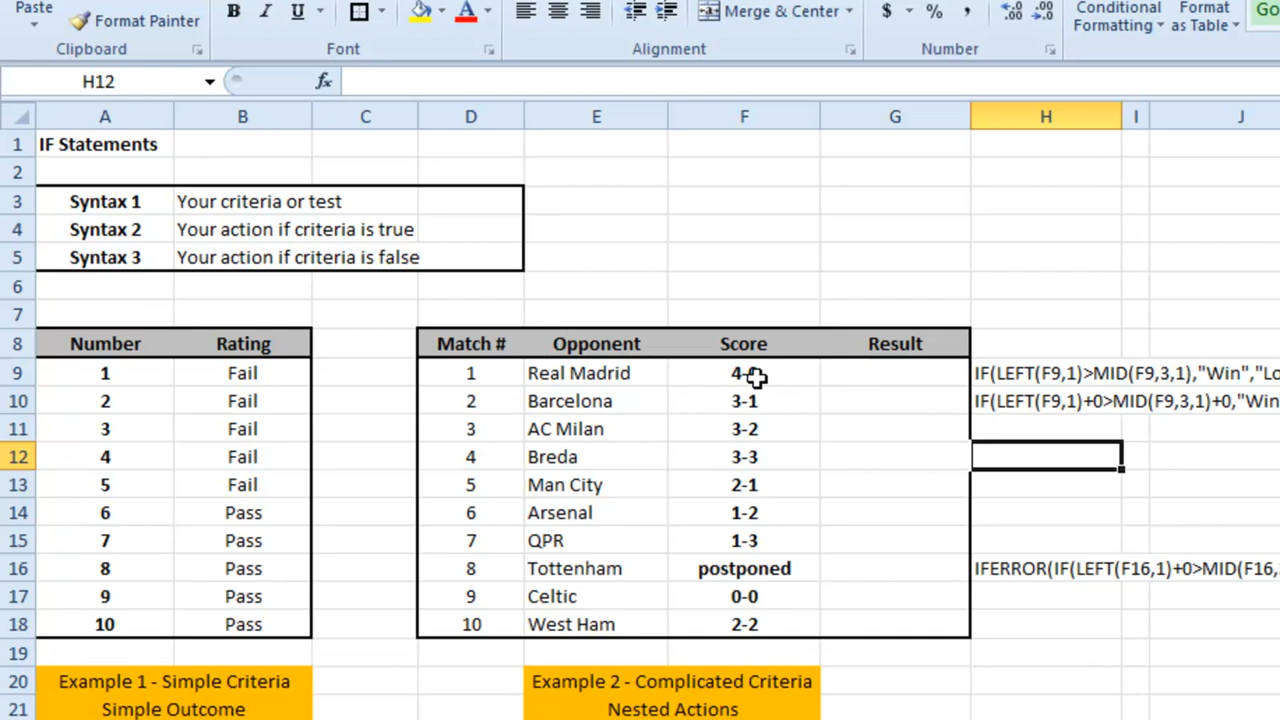 Paste
Format Painter
B I U A
Merge & Center
$ % ,
Conditional Formatting
Format as Table
Clipboard Font Alignment Number
H12 fx
A B C D E F G H I J
1 IF Statements
2
3 Syntax 1 Your criteria or test
4 Syntax 2 Your action if criteria is true
5 Syntax 3 Your action if criteria is false
6
7
8 Number Rating Match # Opponent Score Result
9 1 Fail 1 Real Madrid IF(LEFT(F9,1)>MID(F9,3,1),"Win","Lo
10 2 Fail 2 Barcelona 3-1 IF(LEFT(F9,1)+0>MID(F9,3,1)+0,"Win
11 3 Fail 3 AC Milan 3-2
12 4 Fail 4 Breda 3-3
13 5 Fail 5 Man City 2-1
14 6 Pass 6 Arsenal 1-2
15 7 Pass 7 QPR 1-3
16 8 Pass 8 Tottenham postponed IFERROR(IF(LEFT(F16,1)+0>MID(F16,
17 9 Pass 9 Celtic 0-0
18 10 Pass 10 West Ham 2-2
19
20 Example 1 - Simple Criteria Example 2 - Complicated Criteria
21 Simple Outcome Nested Actions